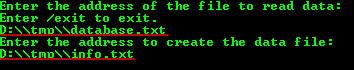 Enter the address of the file to read data:
Enter /exit to exit.
D:\\tmp\\database.txt
Enter the address to create the data file:
D:\\tmp\\info.txt